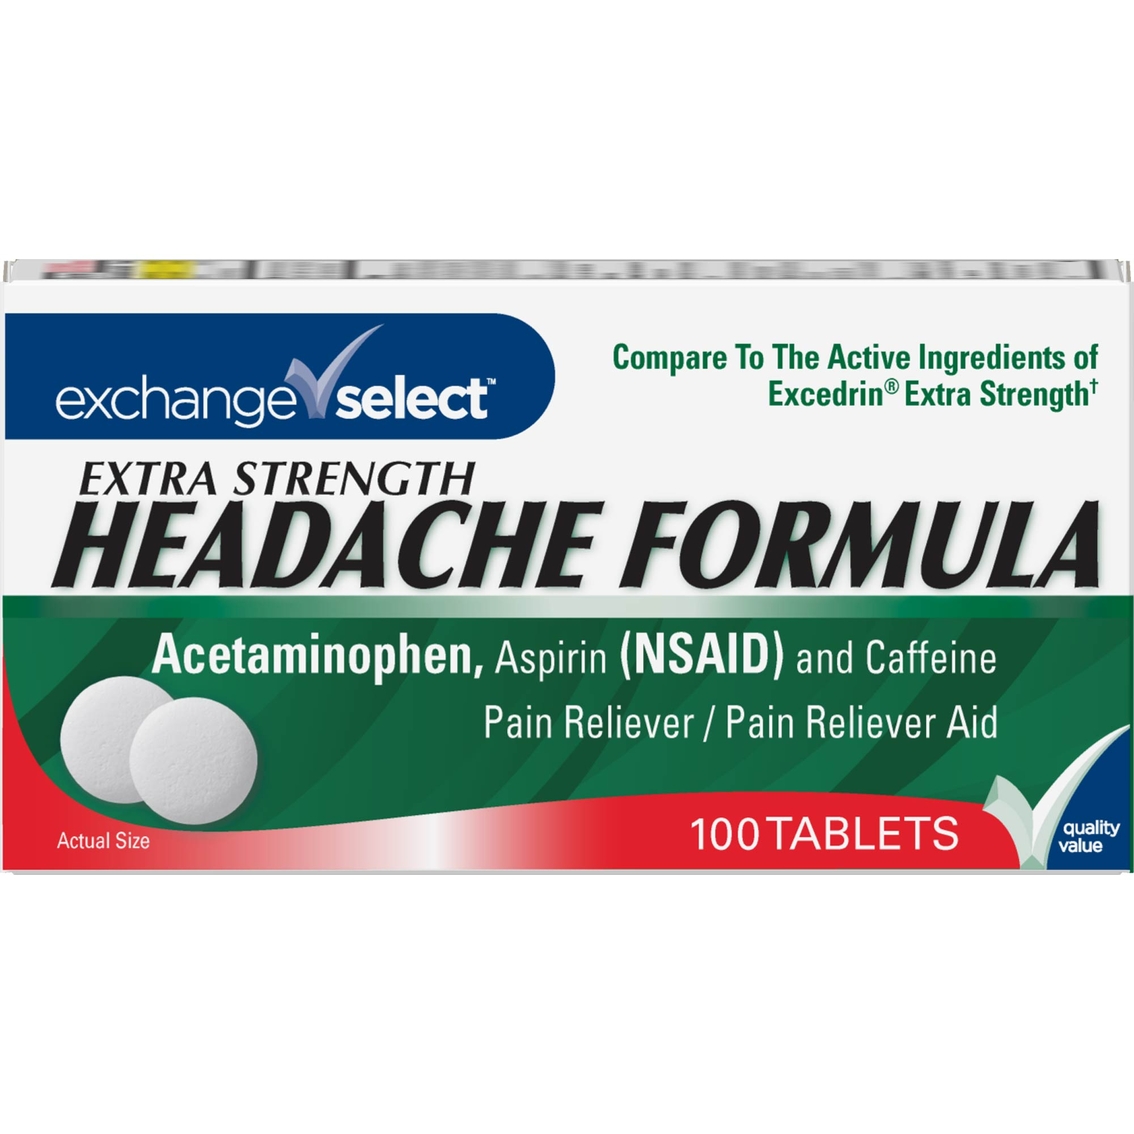 exchange select™
Compare To The Active Ingredients of
Excedrin® Extra Strength†
EXTRA STRENGTH
HEADACHE FORMULA
Acetaminophen, Aspirin (NSAID) and Caffeine
Pain Reliever / Pain Reliever Aid
Actual Size
100 TABLETS
quality
value